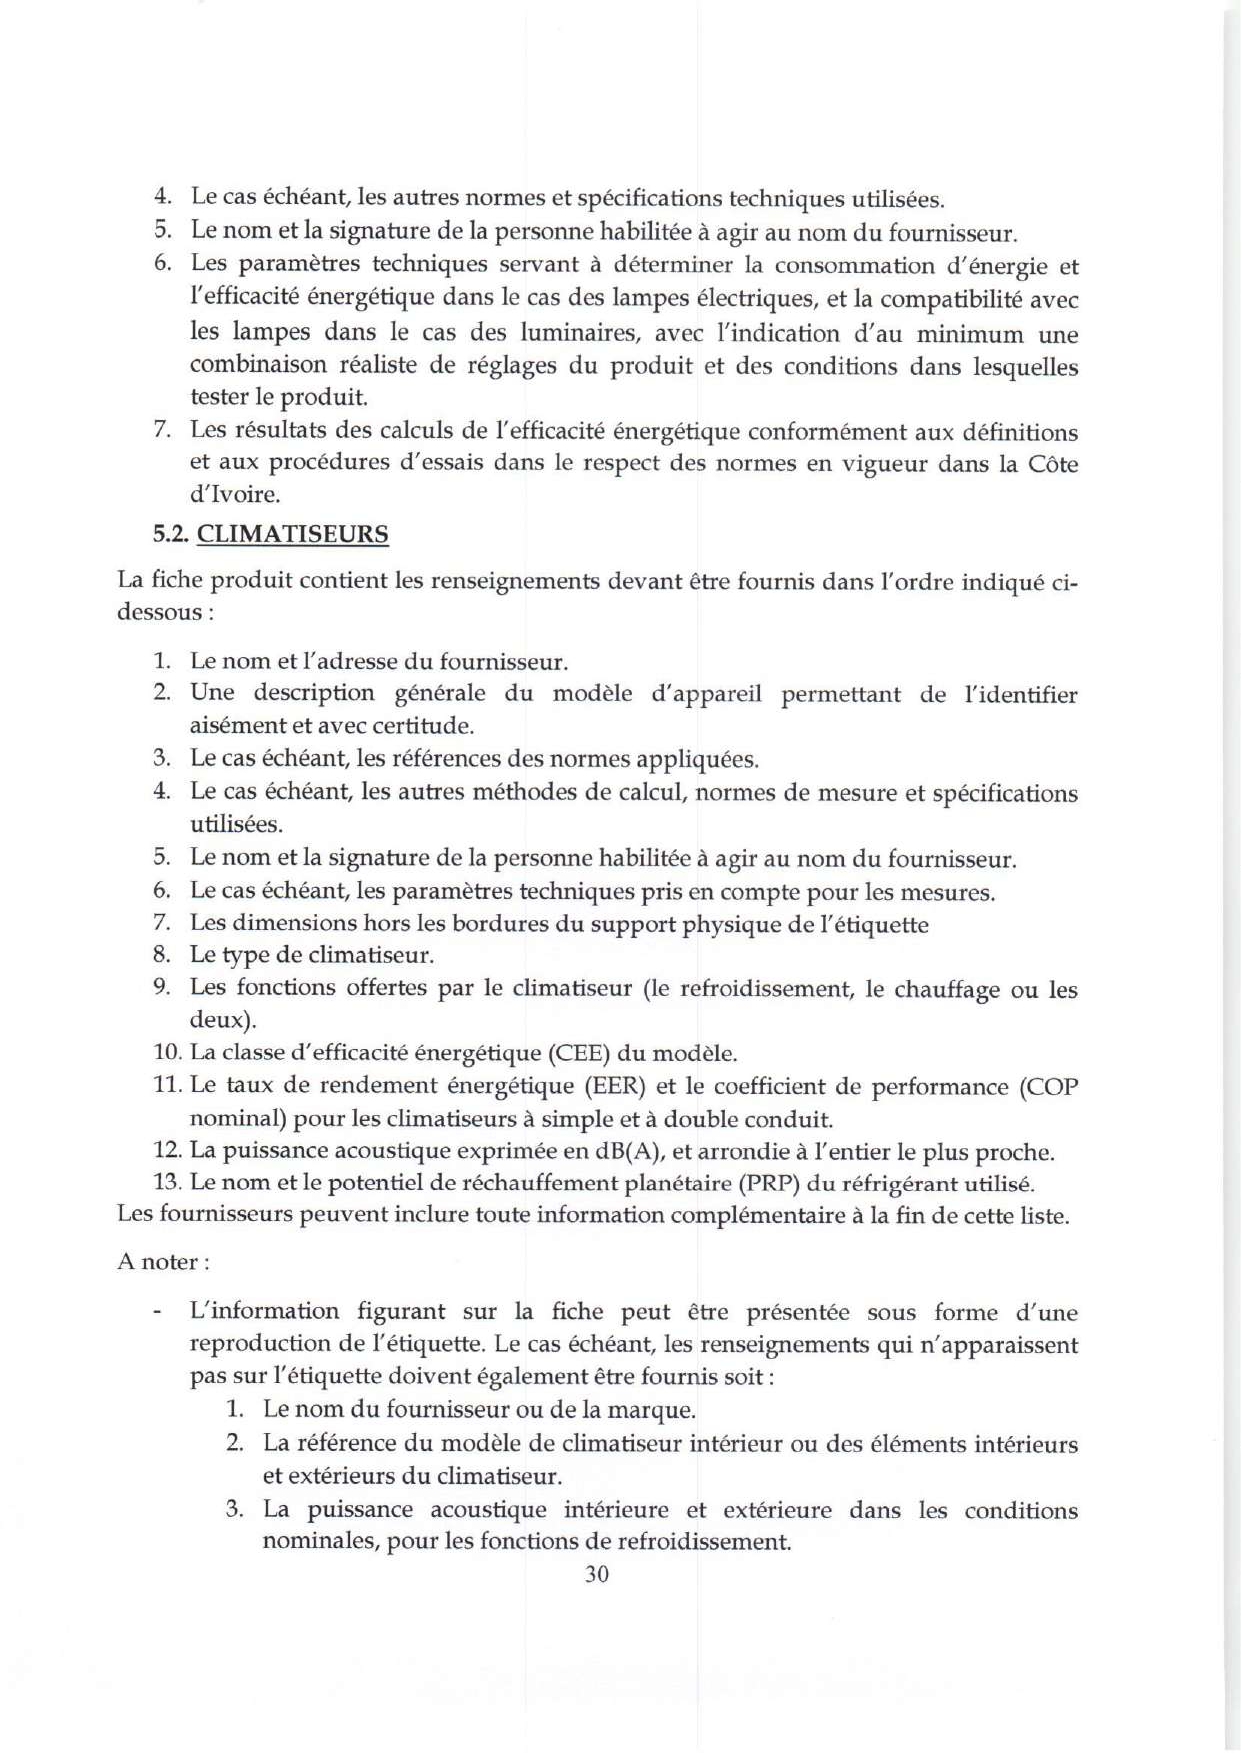 4. Le cas échéant, les autres normes et spécifications techniques utilisées.
5. Le nom et la signature de la personne habilitée à agir au nom du fournisseur.
6. Les paramètres techniques servant à déterminer la consommation d'énergie et
l'efficacité énergétique dans le cas des lampes électriques, et la compatibilité avec
les lampes dans le cas des luminaires, avec l'indication d'au minimum une
combinaison réaliste de réglages du produit et des conditions dans lesquelles
tester le produit.
7. Les résultats des calculs de l'efficacité énergétique conformément aux définitions
et aux procédures d'essais dans le respect des normes en vigueur dans la Côte
d'Ivoire.
5.2. CLIMATISEURS
La fiche produit contient les renseignements devant être fournis dans l'ordre indiqué ci-
dessous :
1. Le nom et l'adresse du fournisseur.
2. Une description générale du modèle d'appareil permettant de l'identifier
aisément et avec certitude.
3. Le cas échéant, les références des normes appliquées.
4. Le cas échéant, les autres méthodes de calcul, normes de mesure et spécifications
utilisées.
5. Le nom et la signature de la personne habilitée à agir au nom du fournisseur.
6. Le cas échéant, les paramètres techniques pris en compte pour les mesures.
7. Les dimensions hors les bordures du support physique de l'étiquette
8. Le type de climatiseur.
9. Les fonctions offertes par le climatiseur (le refroidissement, le chauffage ou les
deux).
10. La classe d'efficacité énergétique (CEE) du modèle.
11. Le taux de rendement énergétique (EER) et le coefficient de performance (COP
nominal) pour les climatiseurs à simple et à double conduit.
12. La puissance acoustique exprimée en dB(A), et arrondie à l'entier le plus proche.
13. Le nom et le potentiel de réchauffement planétaire (PRP) du réfrigérant utilisé.
Les fournisseurs peuvent inclure toute information complémentaire à la fin de cette liste.
A noter :
- L'information figurant sur la fiche peut être présentée sous forme d'une
reproduction de l'étiquette. Le cas échéant, les renseignements qui n'apparaissent
pas sur l'étiquette doivent également être fournis soit :
1. Le nom du fournisseur ou de la marque.
2. La référence du modèle de climatiseur intérieur ou des éléments intérieurs
et extérieurs du climatiseur.
3. La puissance acoustique intérieure et extérieure dans les conditions
nominales, pour les fonctions de refroidissement.
30